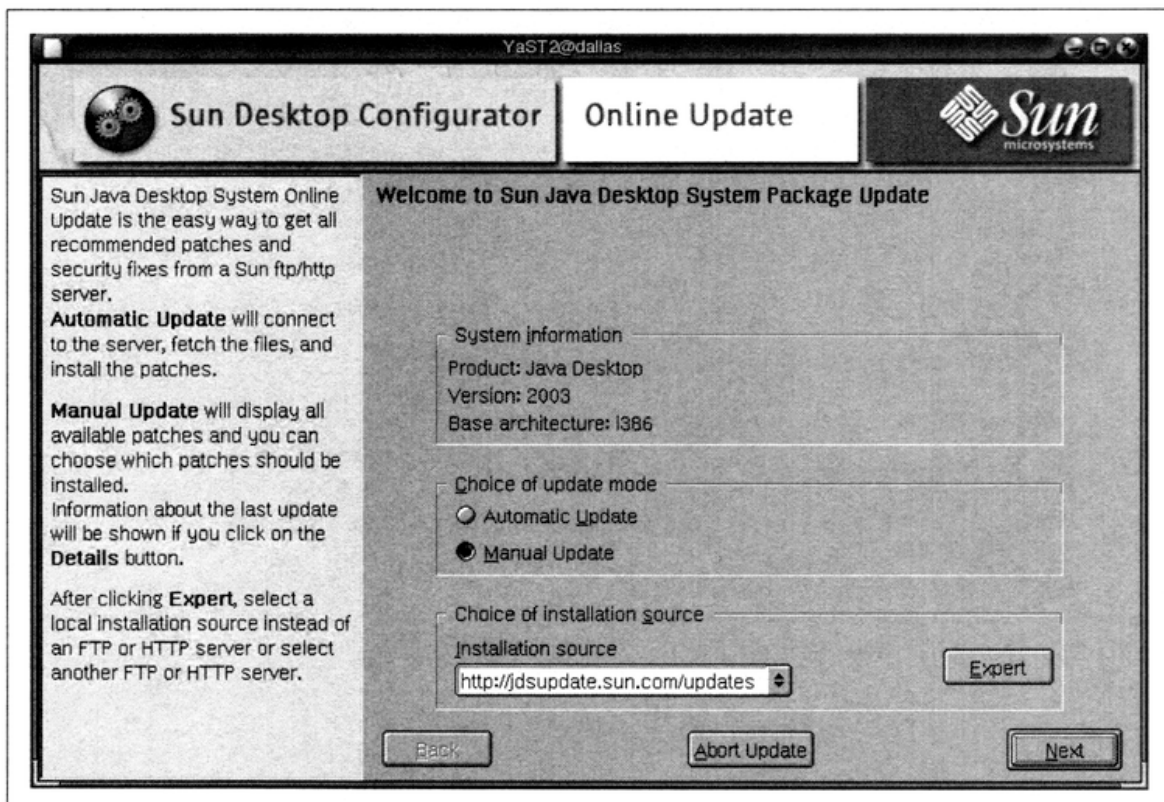 YaST2@dallas
Sun Desktop Configurator
Online Update
Sun
microsystems
Sun Java Desktop System Online
Update is the easy way to get all
recommended patches and
security fixes from a Sun ftp/http
server.
Automatic Update will connect
to the server, fetch the files, and
install the patches.
Manual Update will display all
available patches and you can
choose which patches should be
installed.
Information about the last update
will be shown if you click on the
Details button.
After clicking Expert, select a
local installation source instead of
an FTP or HTTP server or select
another FTP or HTTP server.
Welcome to Sun Java Desktop System Package Update
System information
Product: Java Desktop
Version: 2003
Base architecture: i386
Choice of update mode
Automatic Update
Manual Update
Choice of installation source
Installation source
http://jdsupdate.sun.com/updates
Expert
Back
Abort Update
Next